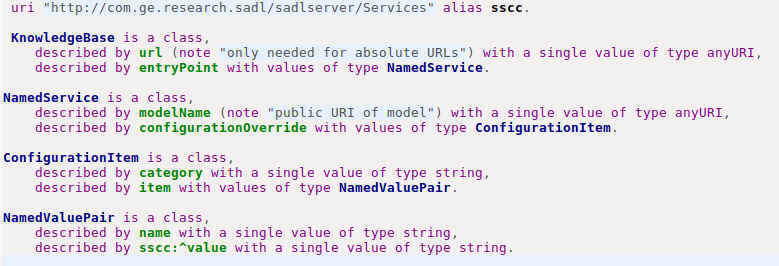 uri "http://com.ge.research.sadl/sadlserver/Services" alias sscc.
KnowledgeBase is a class,
described by url (note "only needed for absolute URLs") with a single value of type anyURI,
described by entryPoint with values of type NamedService.
NamedService is a class,
described by modelName (note "public URI of model") with a single value of type anyURI,
described by configurationOverride with values of type ConfigurationItem.
ConfigurationItem is a class,
described by category with a single value of type string,
described by item with values of type NamedValuePair.
NamedValuePair is a class,
described by name with a single value of type string,
described by sscc:^value with a single value of type string.